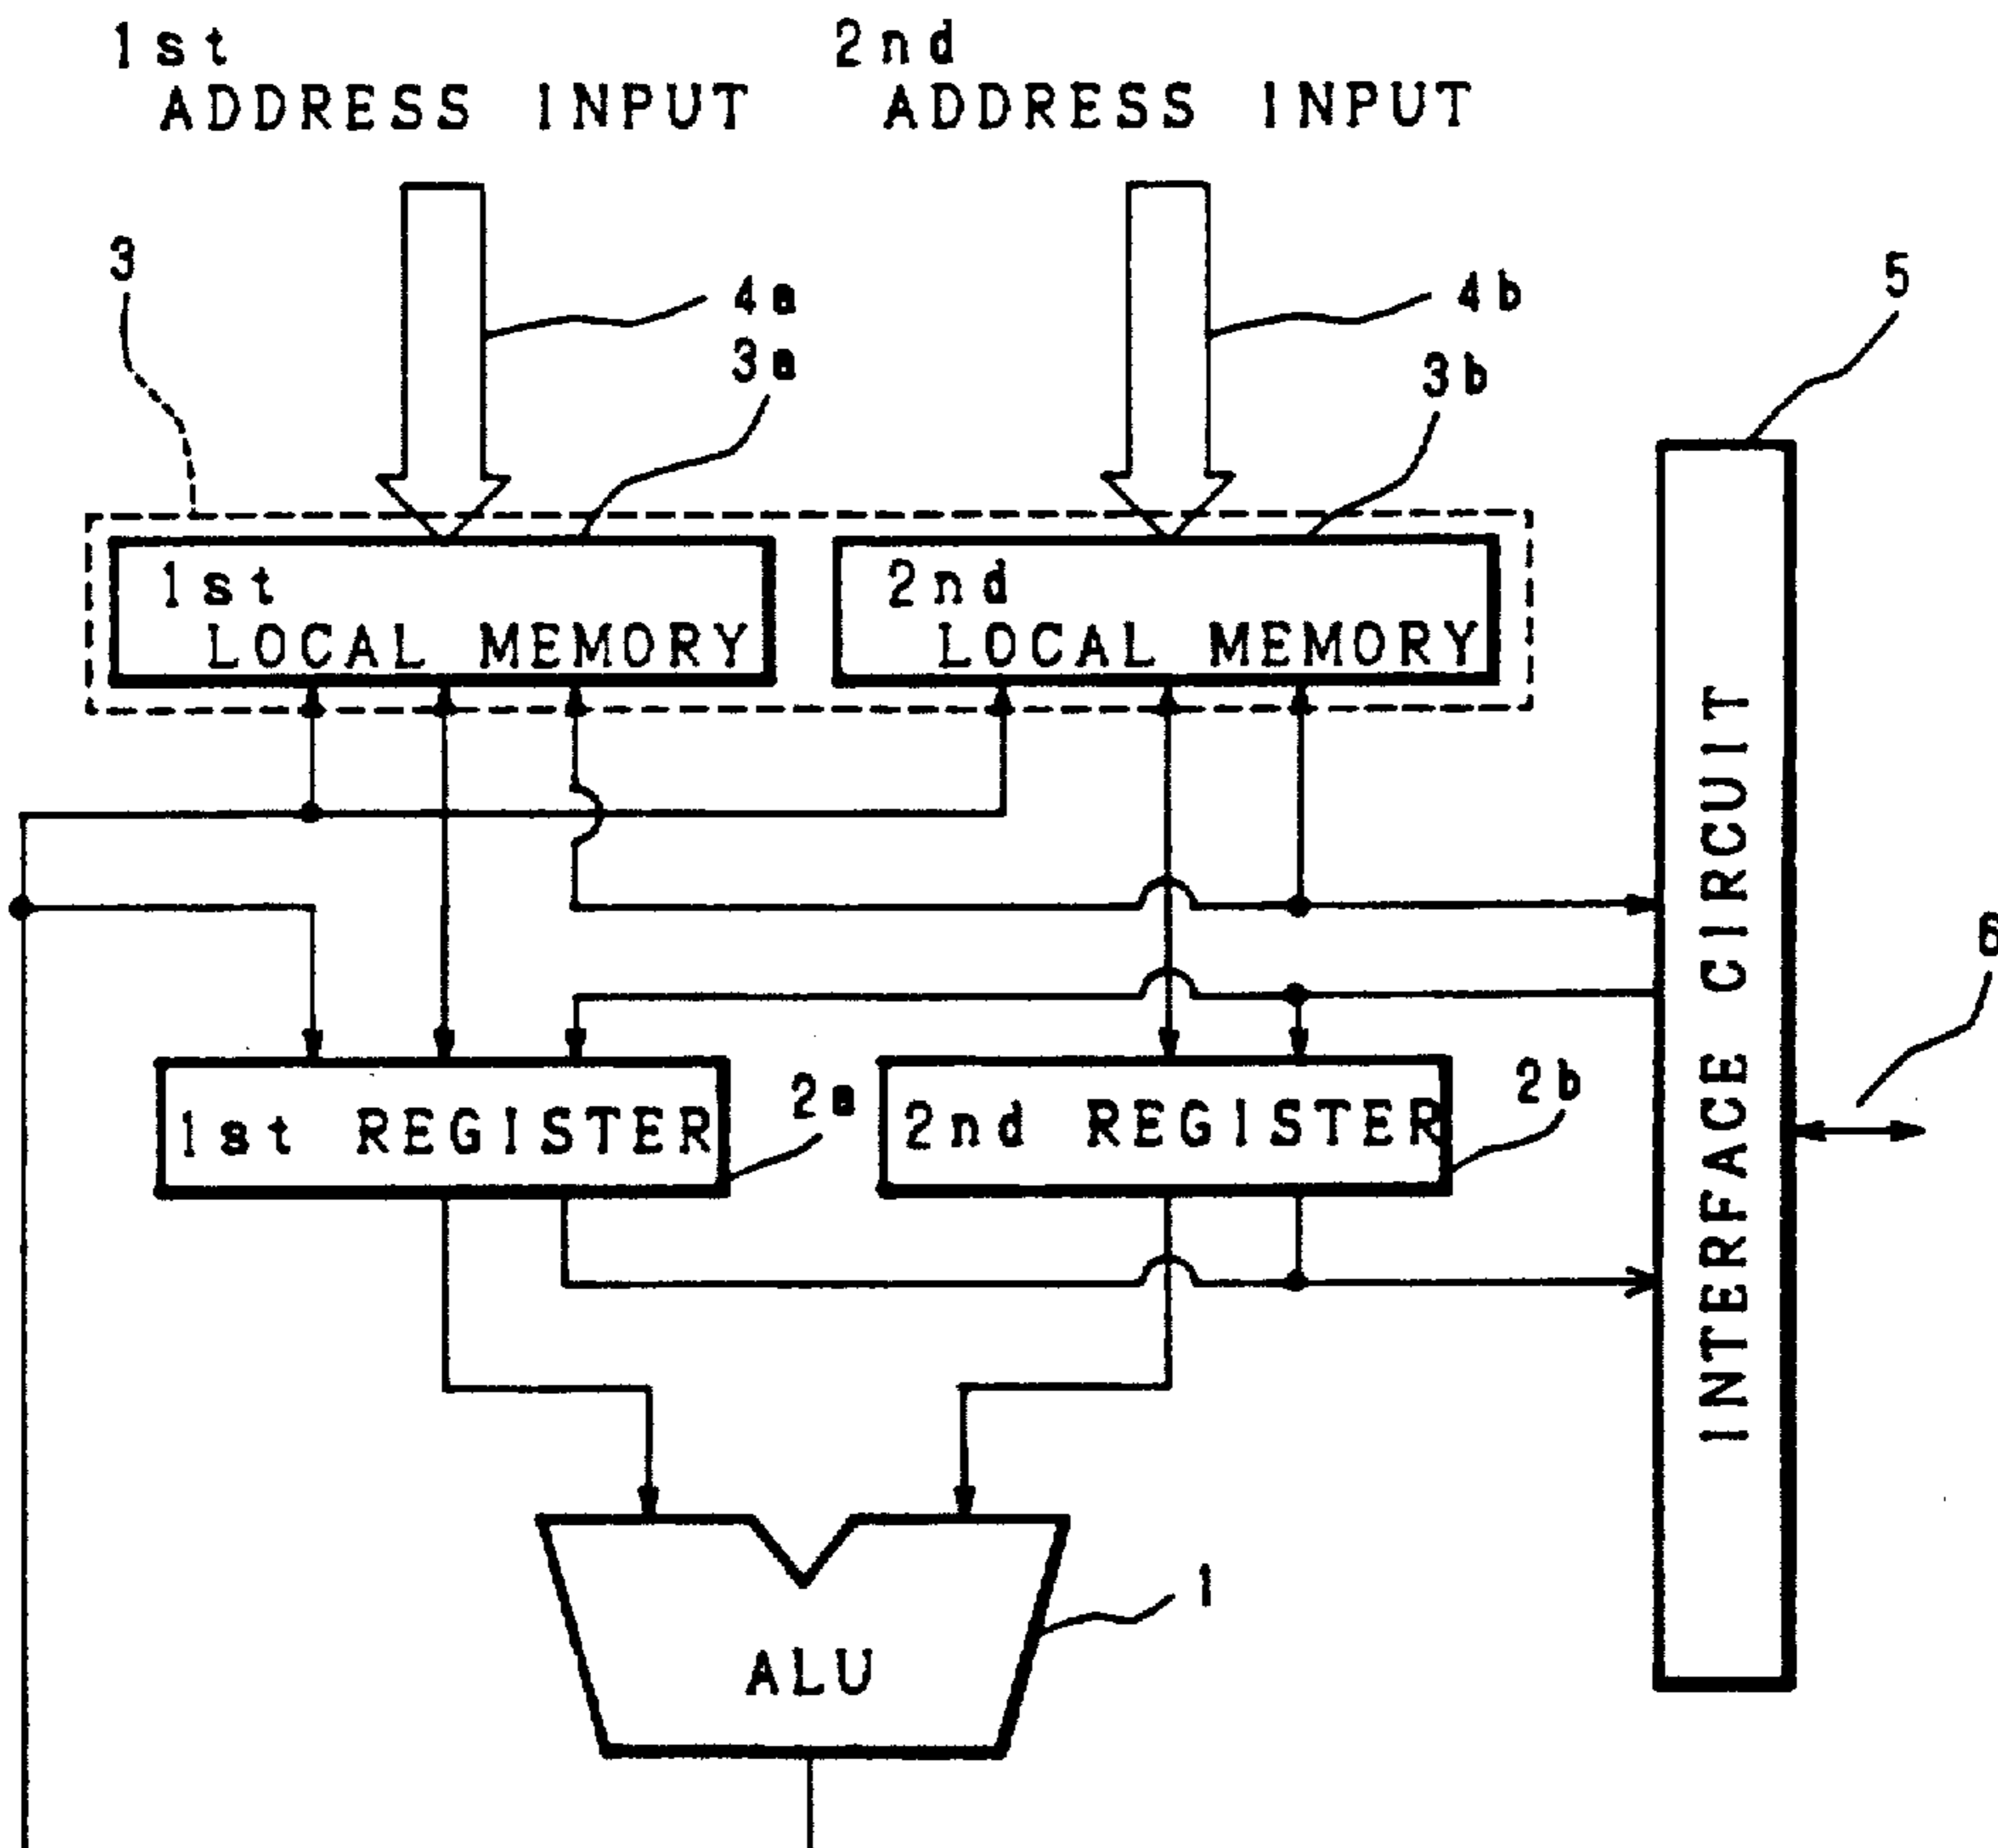 1st
ADDRESS INPUT
2nd
ADDRESS INPUT
3
4a
3a
4b
3b
5
1st
LOCAL MEMORY
2nd
LOCAL MEMORY
INTERFACE CIRCUIT
6
1st REGISTER
2a
2nd REGISTER
2b
1
ALU